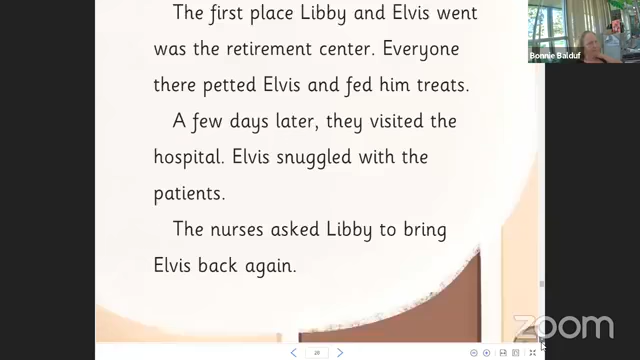 The first place Libby and Elvis went
was the retirement center. Everyone
there petted Elvis and fed him treats.
A few days later, they visited the
hospital. Elvis snuggled with the
patients.
The nurses asked Libby to bring
Elvis back again.
Bonnie Balduf
zoom
28